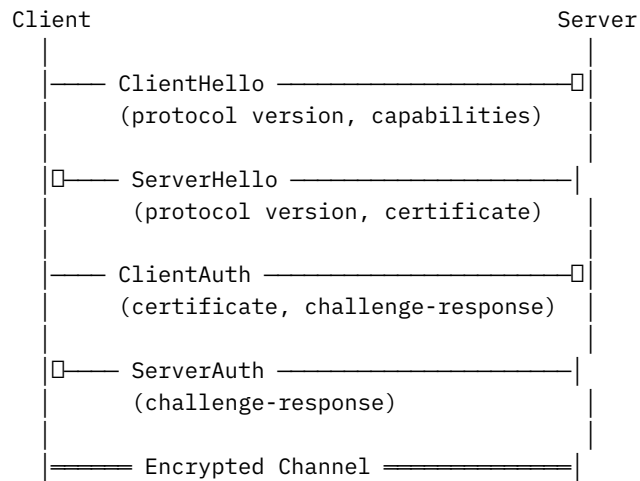 Client Server
ClientHello
(protocol version, capabilities)
ServerHello
(protocol version, certificate)
ClientAuth
(certificate, challenge-response)
ServerAuth
(challenge-response)
Encrypted Channel